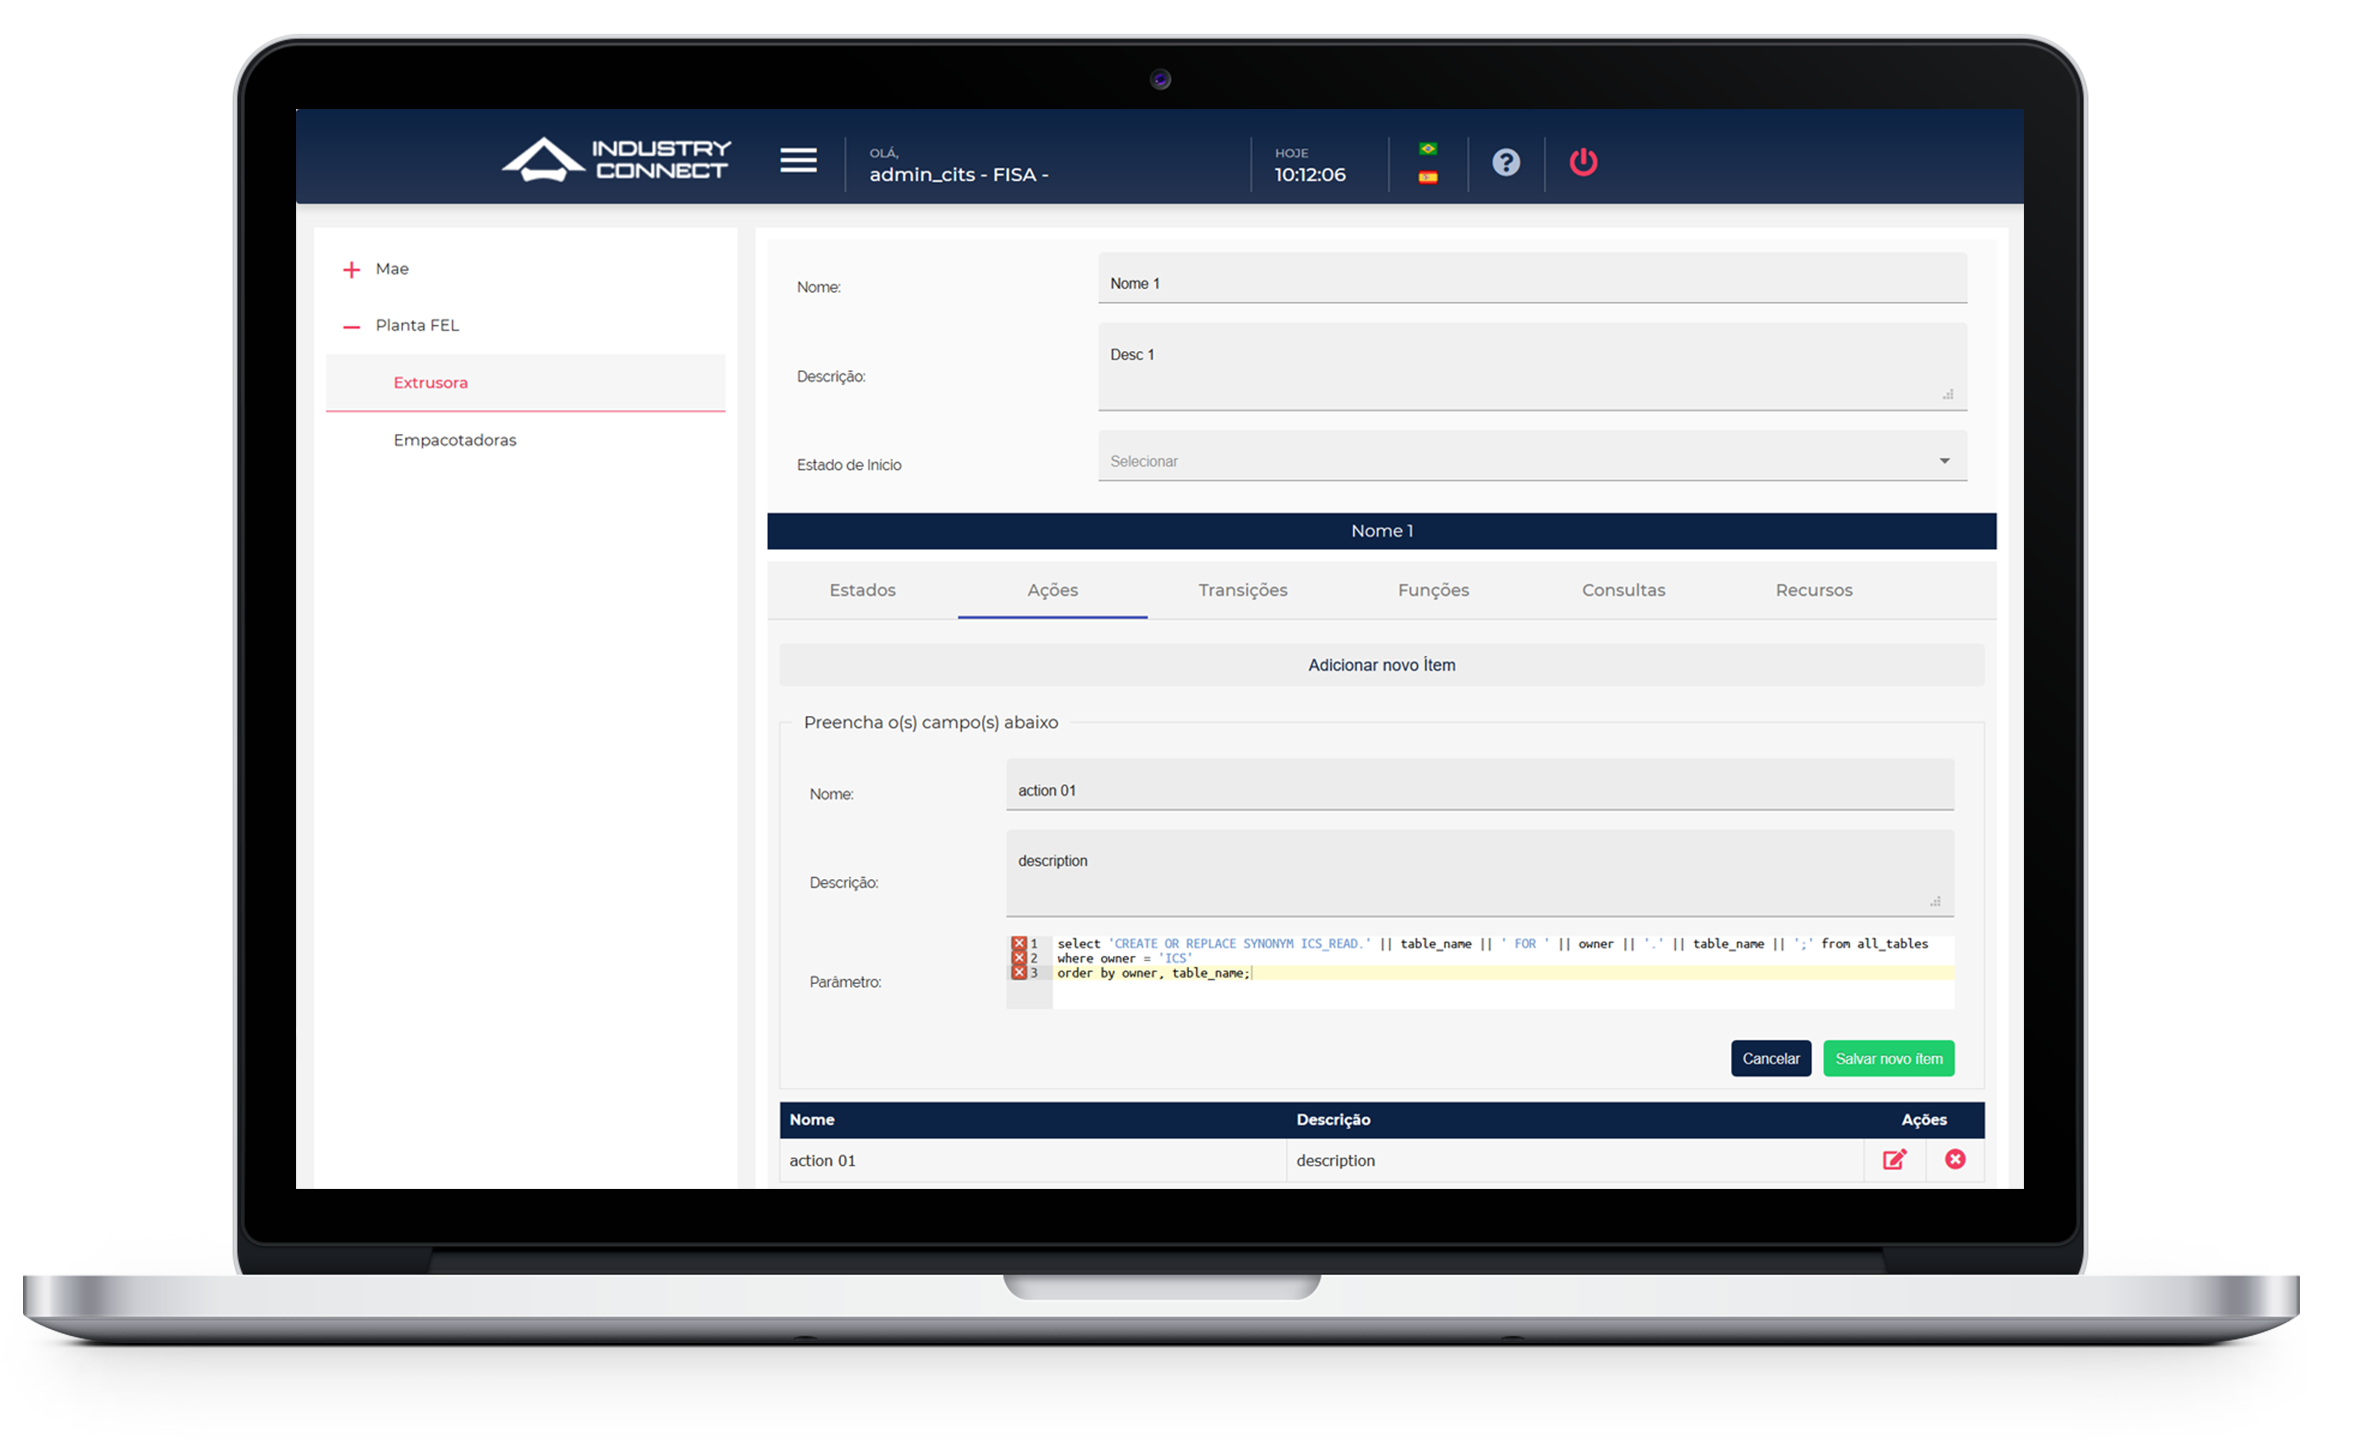 INDUSTRY
CONNECT
OLÁ,
admin_cits - FISA -
HOJE
10:12:06
Mae
Planta FEL
Extrusora
Empacotadoras
Nome:
Nome 1
Descrição:
Desc 1
Estado de Inicio
Selecionar
Nome 1
Estados Ações Transições Funções Consultas Recursos
Adicionar novo Ítem
Preencha o(s) campo(s) abaixo
Nome:
action 01
Descrição:
description
Parâmetro:
1 select 'CREATE OR REPLACE SYNONYM ICS_READ.' || table_name || ' FOR ' || owner || '.' || table_name || ';' from all_tables
2 where owner = 'ICS'
3 order by owner, table_name;
Cancelar Salvar novo ítem
Nome Descrição Ações
action 01 description